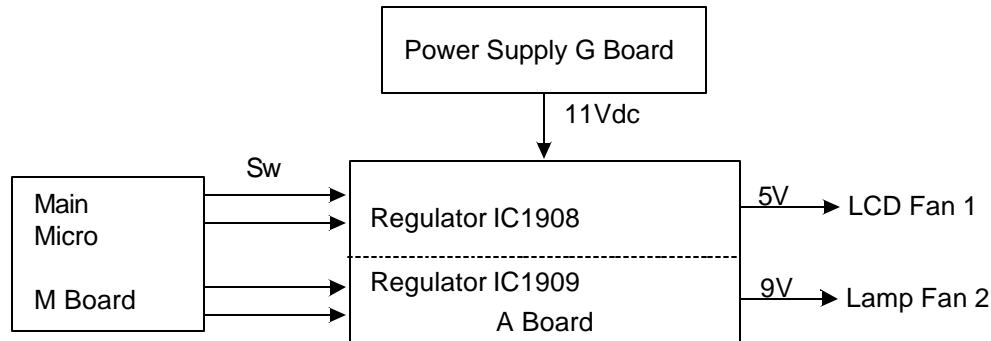 Power Supply G Board
11Vdc
Sw
Main
Micro
M Board
Regulator IC1908
Regulator IC1909
A Board
5V
LCD Fan 1
9V
Lamp Fan 2